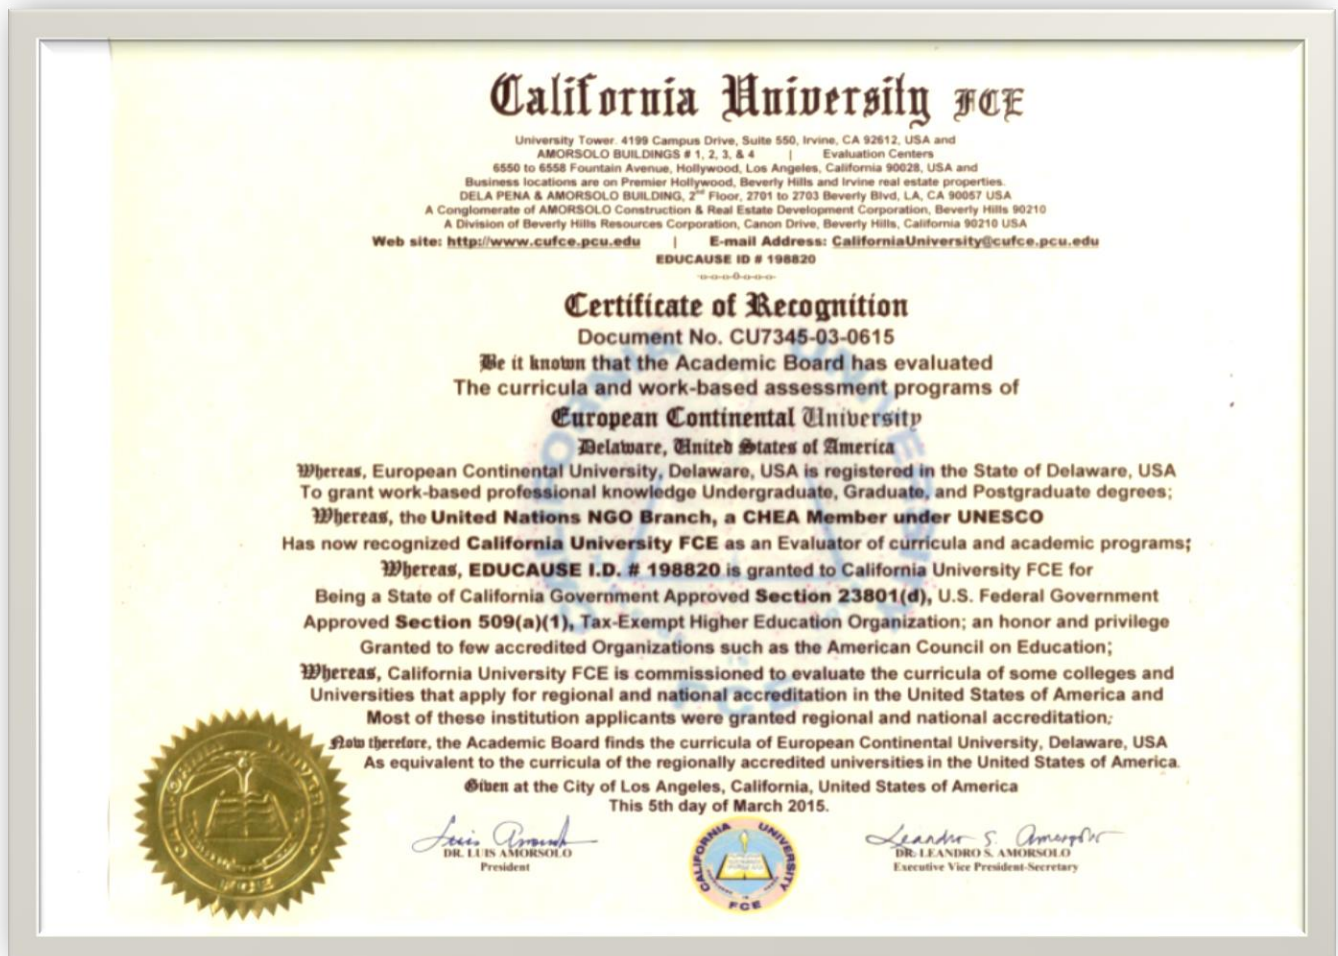 California University FCE
University Tower. 4199 Campus Drive, Suite 550, Irvine, CA 92612, USA and
AMORSOLO BUILDINGS # 1, 2, 3, & 4 | Evaluation Centers
6550 to 6558 Fountain Avenue, Hollywood, Los Angeles, California 90028, USA and
Business locations are on Premier Hollywood, Beverly Hills and Irvine real estate properties.
DELA PENA & AMORSOLO BUILDING, 2nd Floor, 2701 to 2703 Beverly Blvd, LA, CA 90057 USA
A Conglomerate of AMORSOLO Construction & Real Estate Development Corporation, Beverly Hills 90210
A Division of Beverly Hills Resources Corporation, Canon Drive, Beverly Hills, California 90210 USA
Web site: http://www.cufce.pcu.edu | E-mail Address: CaliforniaUniversity@cufce.pcu.edu
EDUCAUSE ID # 198820
Certificate of Recognition
Document No. CU7345-03-0615
Be it known that the Academic Board has evaluated
The curricula and work-based assessment programs of
European Continental University
Delaware, United States of America
Whereas, European Continental University, Delaware, USA is registered in the State of Delaware, USA
To grant work-based professional knowledge Undergraduate, Graduate, and Postgraduate degrees;
Whereas, the United Nations NGO Branch, a CHEA Member under UNESCO
Has now recognized California University FCE as an Evaluator of curricula and academic programs;
Whereas, EDUCAUSE I.D. # 198820 is granted to California University FCE for
Being a State of California Government Approved Section 23801(d), U.S. Federal Government
Approved Section 509(a)(1), Tax-Exempt Higher Education Organization; an honor and privilege
Granted to few accredited Organizations such as the American Council on Education;
Whereas, California University FCE is commissioned to evaluate the curricula of some colleges and
Universities that apply for regional and national accreditation in the United States of America and
Most of these institution applicants were granted regional and national accreditation;
Now therefore, the Academic Board finds the curricula of European Continental University, Delaware, USA
As equivalent to the curricula of the regionally accredited universities in the United States of America.
Given at the City of Los Angeles, California, United States of America
This 5th day of March 2015.
DR. LUIS AMORSOLO
President
CALIFORNIA UNIVERSITY
FCE
DR. LEANDRO S. AMORSOLO
Executive Vice President-Secretary